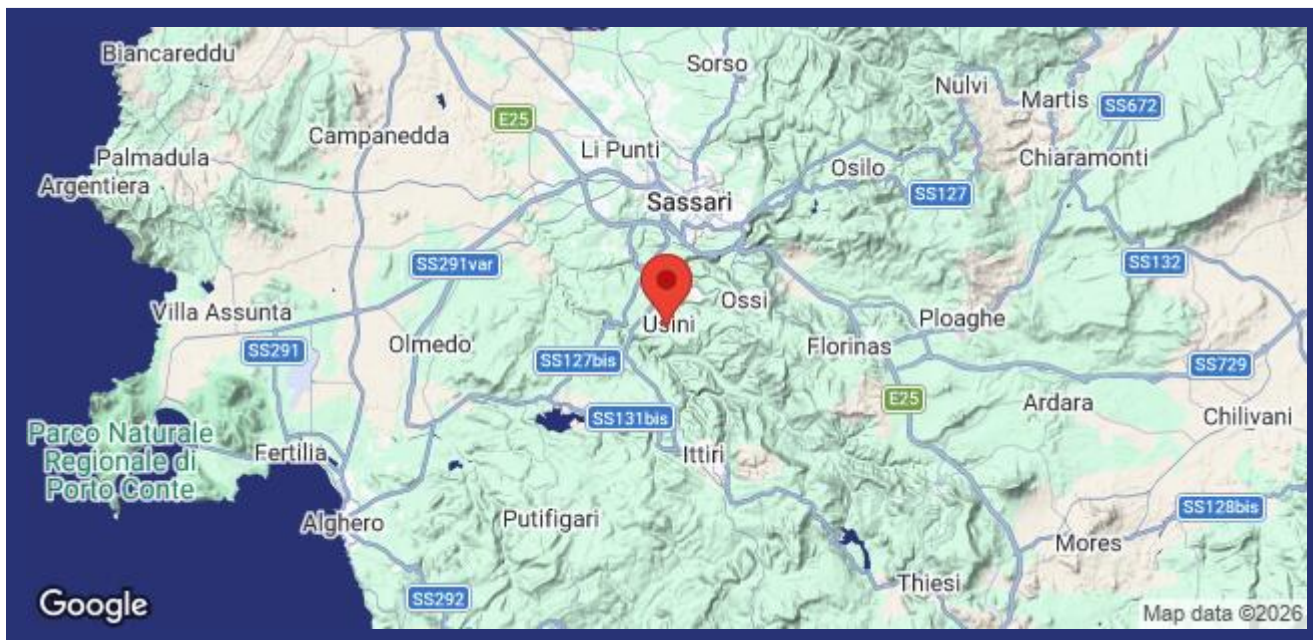 Biancareddu
Sorso
Nulvi
Martis
SS672
E25
Campanedda
Li Punti
Palmadula
Osilo
Chiaramonti
Argentiera
SS127
Sassari
SS291var
SS132
Villa Assunta
Ossi
Usini
Ploaghe
Olmedo
Florinas
SS291
SS127bis
SS729
E25
Ardara
SS131bis
Chilivani
Parco Naturale
Regionale di
Porto Conte
Fertilia
Ittiri
SS128bis
Alghero
Putifigari
Mores
Thiesi
SS292
Google
Map data ©2026